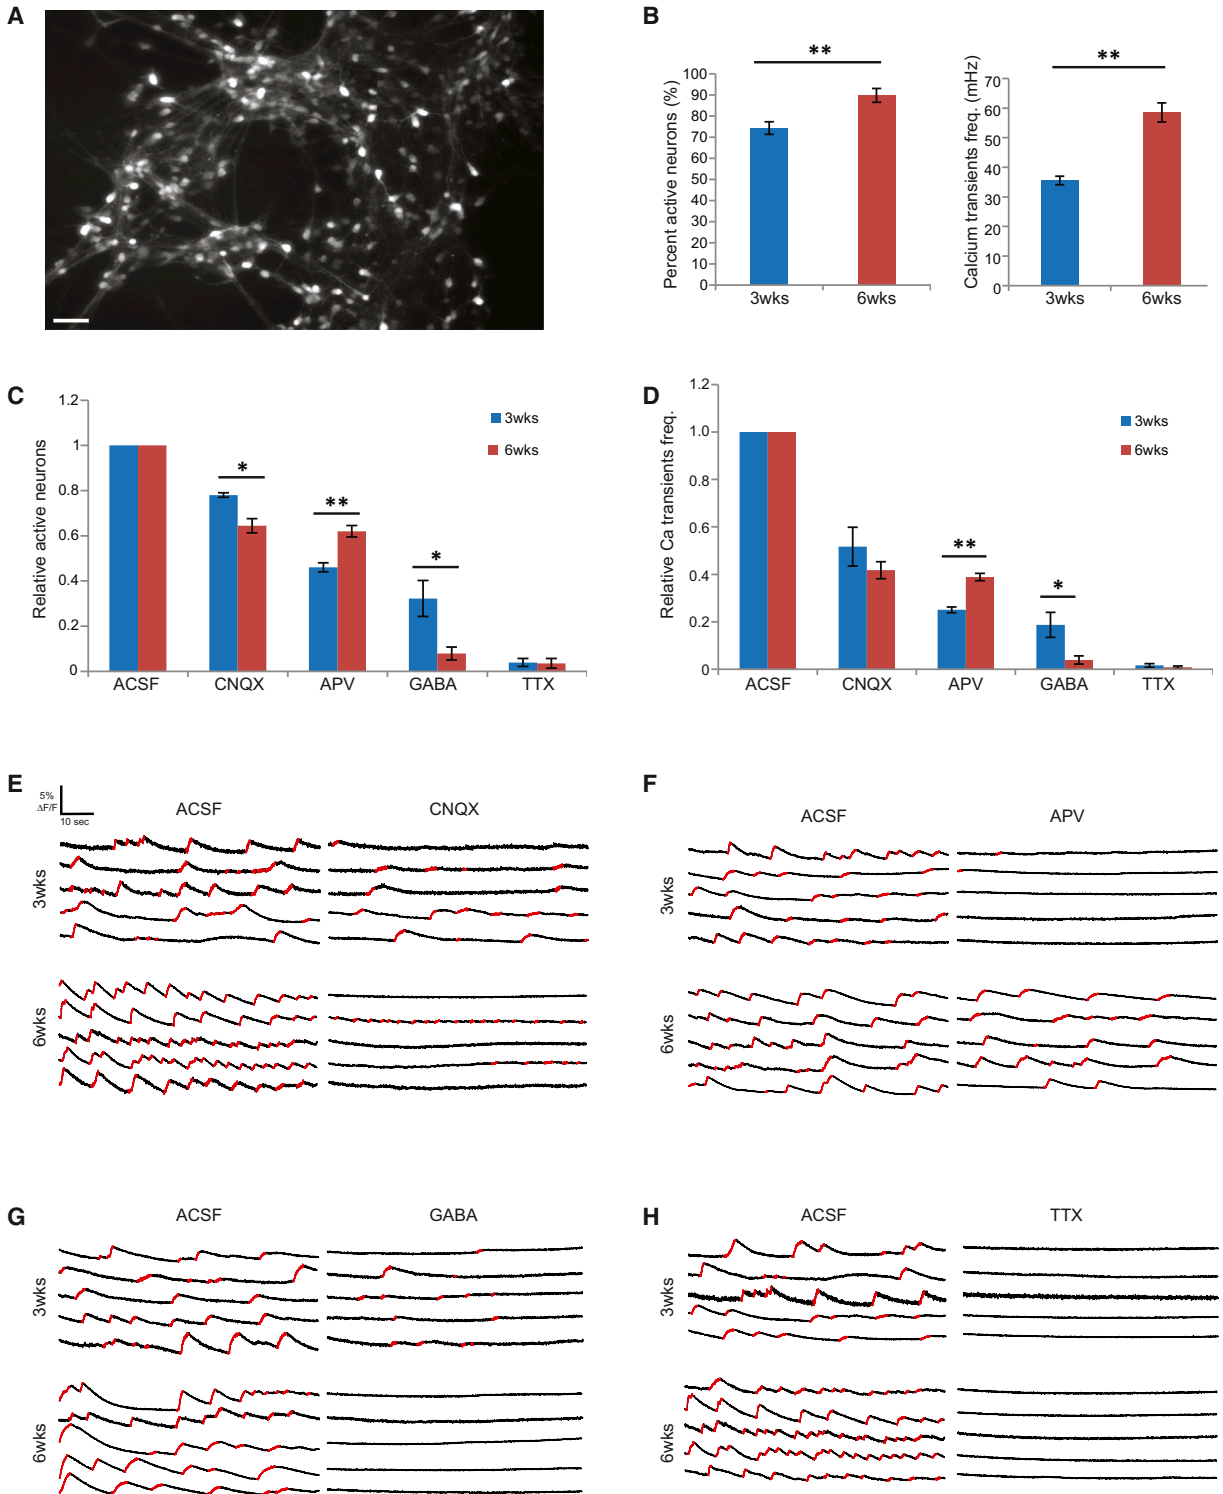 A
B
**
Percent active neurons (%)
100
90
80
70
60
50
40
30
20
10
0
3wks 6wks
**
Calcium transients freq. (mHz)
70
60
50
40
30
20
10
0
3wks 6wks
C
Relative active neurons
1.2
1
0.8
0.6
0.4
0.2
0
3wks
6wks
*
**
*
ACSF CNQX APV GABA TTX
D
Relative Ca transients freq.
1.2
1.0
0.8
0.6
0.4
0.2
0
3wks
6wks
**
*
ACSF CNQX APV GABA TTX
E
5%
ΔF/F
10 sec
ACSF CNQX
3wks
6wks
F
ACSF APV
3wks
6wks
G
ACSF GABA
3wks
6wks
H
ACSF TTX
3wks
6wks